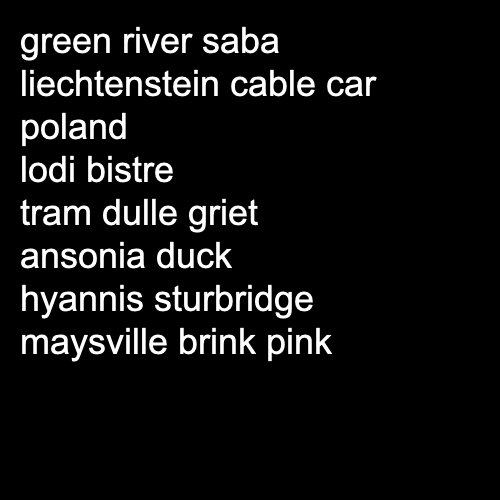 green river saba
liechtenstein cable car
poland
lodi bistre
tram dulle griet
ansonia duck
hyannis sturbridge
maysville brink pink